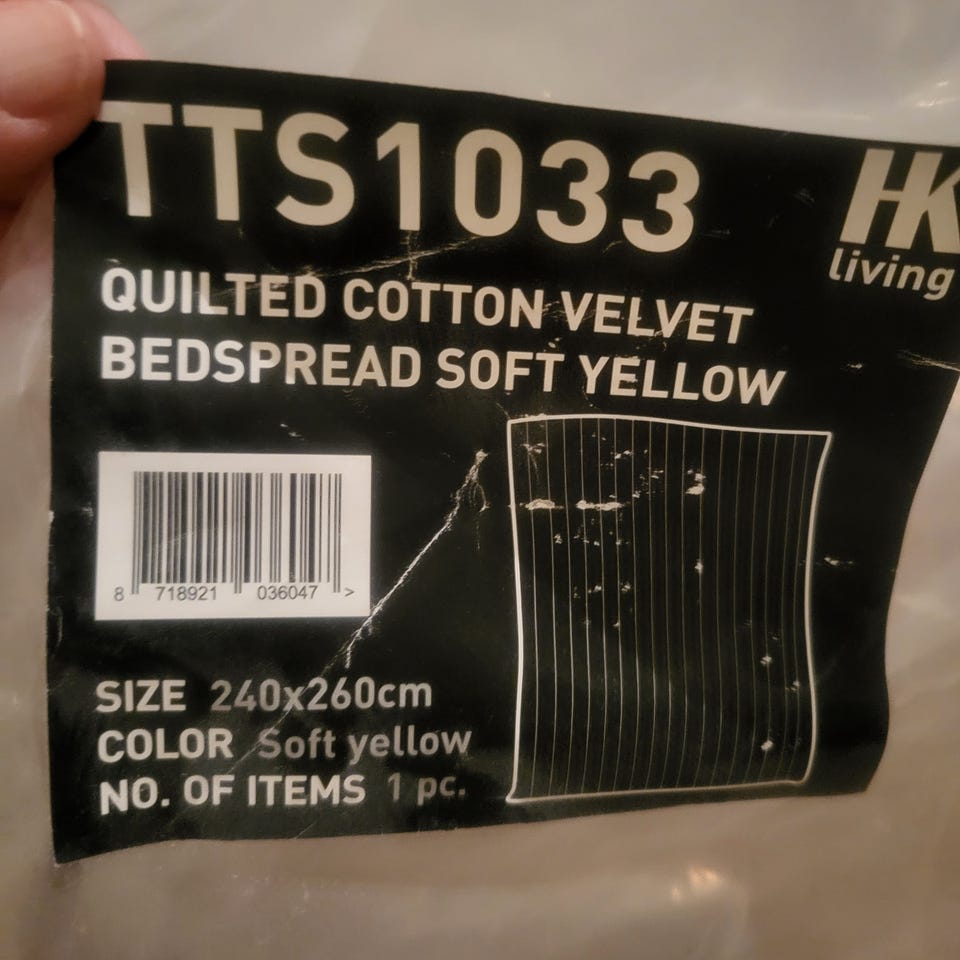 TTS1033
HK
living
QUILTED COTTON VELVET
BEDSPREAD SOFT YELLOW
8 718921 036047 >
SIZE 240x260cm
COLOR Soft yellow
NO. OF ITEMS 1 pc.